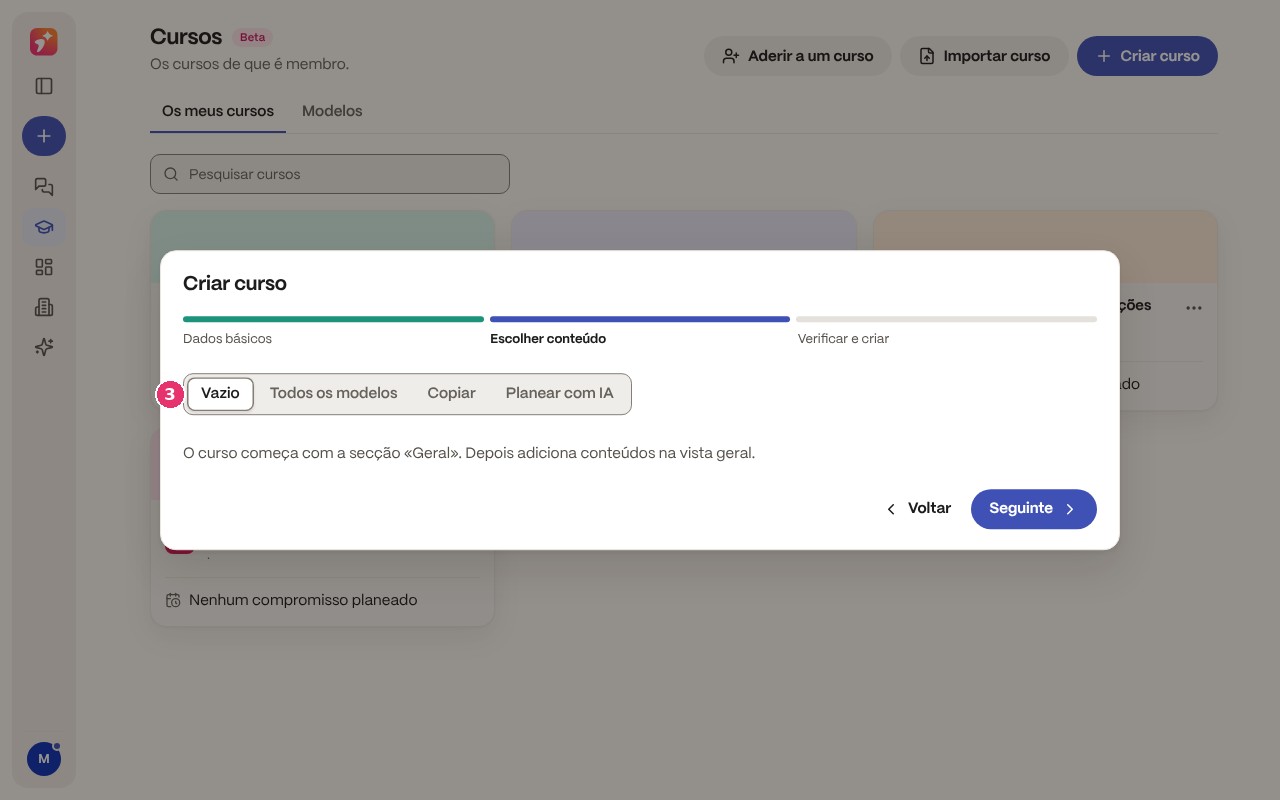 Cursos
Beta
Os cursos de que é membro.
Aderir a um curso
Importar curso
Criar curso
Os meus cursos
Modelos
Pesquisar cursos
Criar curso
Dados básicos
Escolher conteúdo
Verificar e criar
3
Vazio
Todos os modelos
Copiar
Planear com IA
O curso começa com a secção «Geral». Depois adiciona conteúdos na vista geral.
Voltar
Seguinte
Nenhum compromisso planeado
M